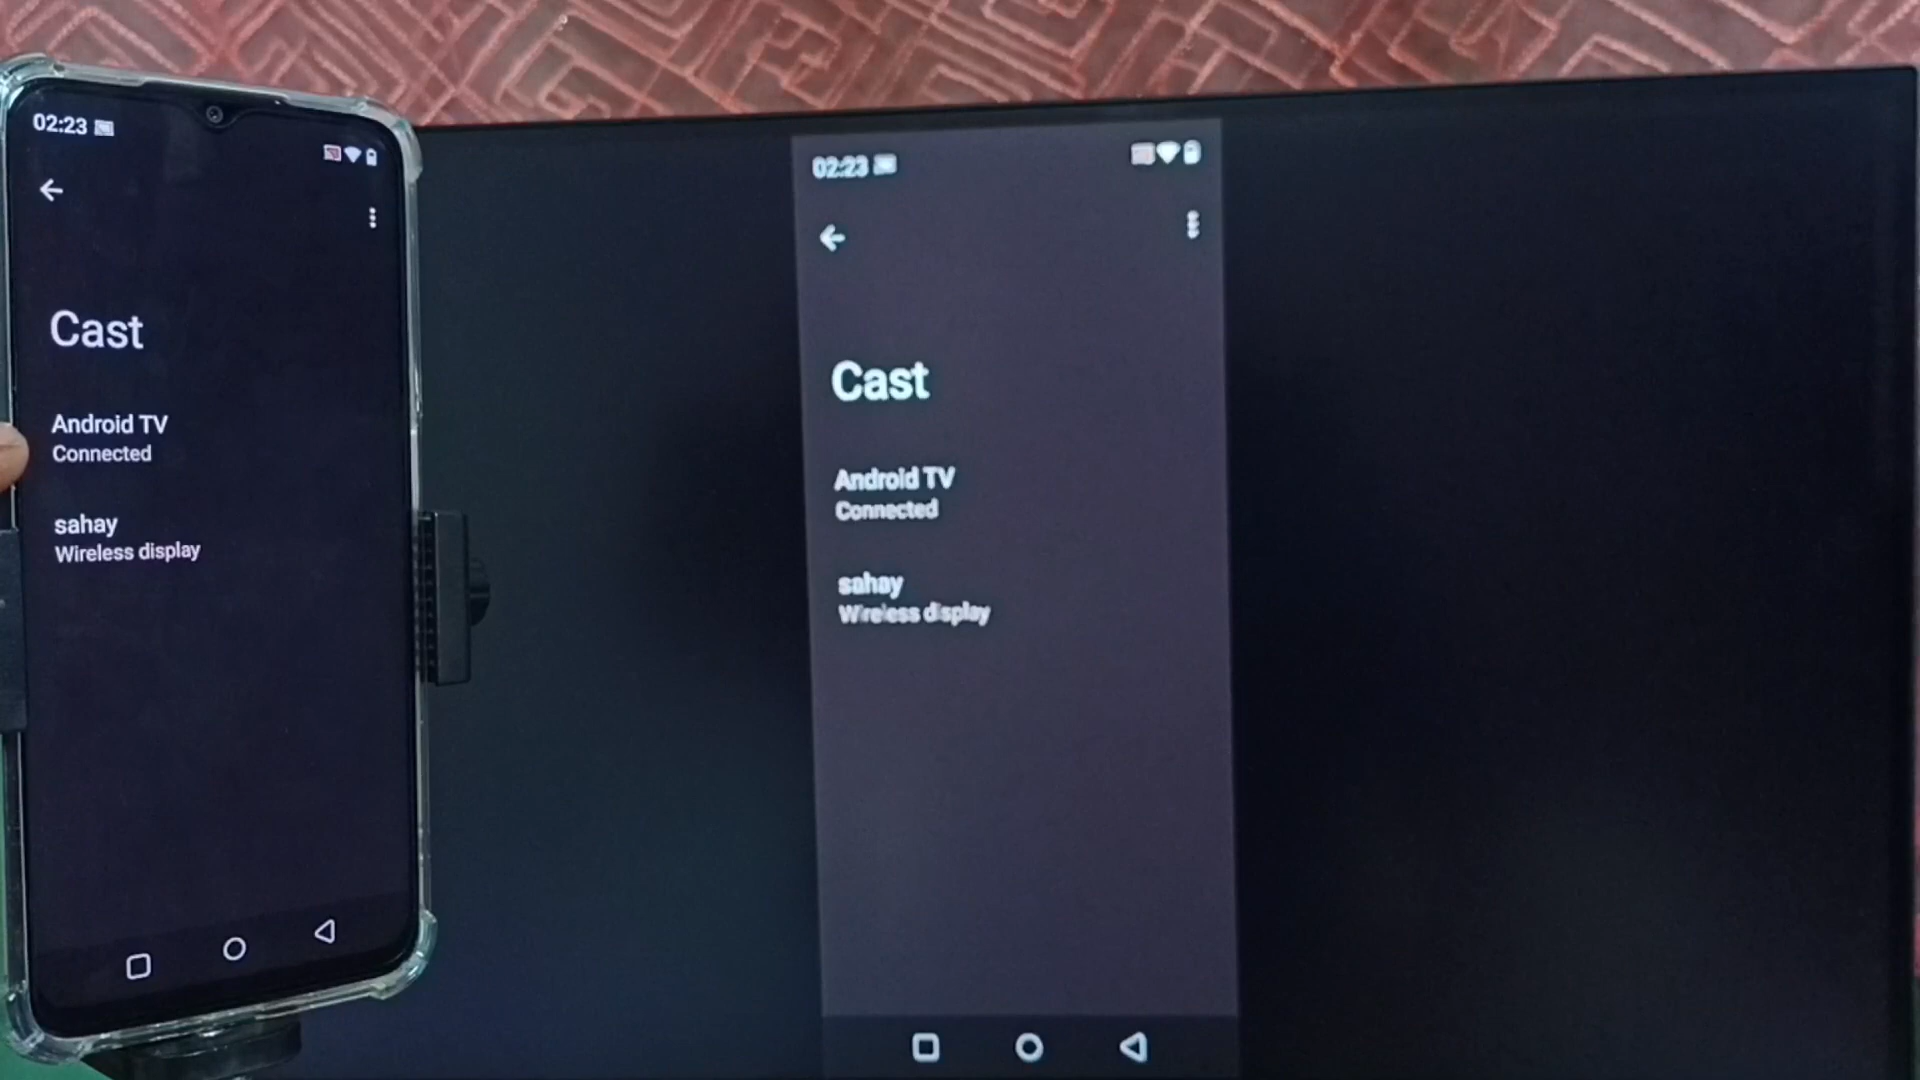 02:23
Cast
Android TV
Connected
sahay
Wireless display
02:23
Cast
Android TV
Connected
sahay
Wireless display